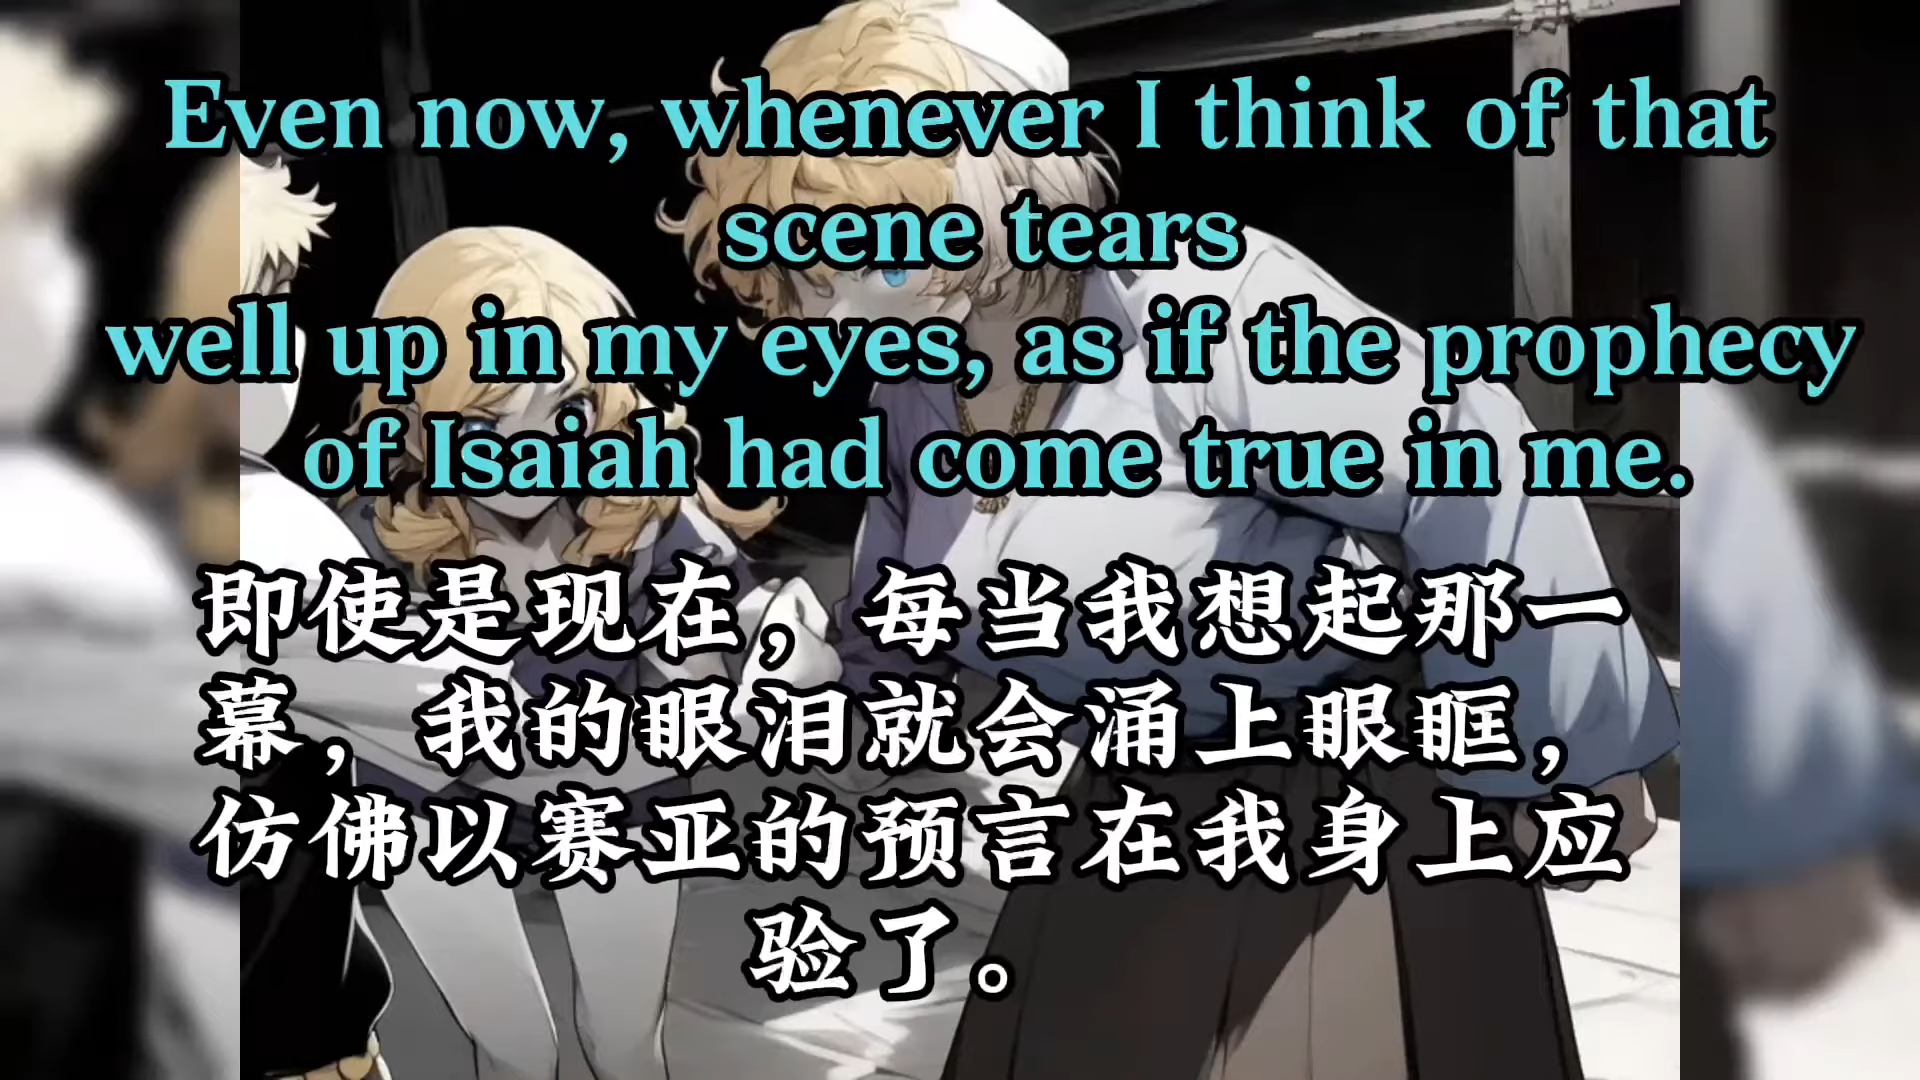 Even now, whenever I think of that
scene tears
well up in my eyes, as if the prophecy
of Isaiah had come true in me.
即使是现在，每当我想起那一
幕，我的眼泪就会涌上眼眶，
仿佛以赛亚的预言在我身上应
验了。